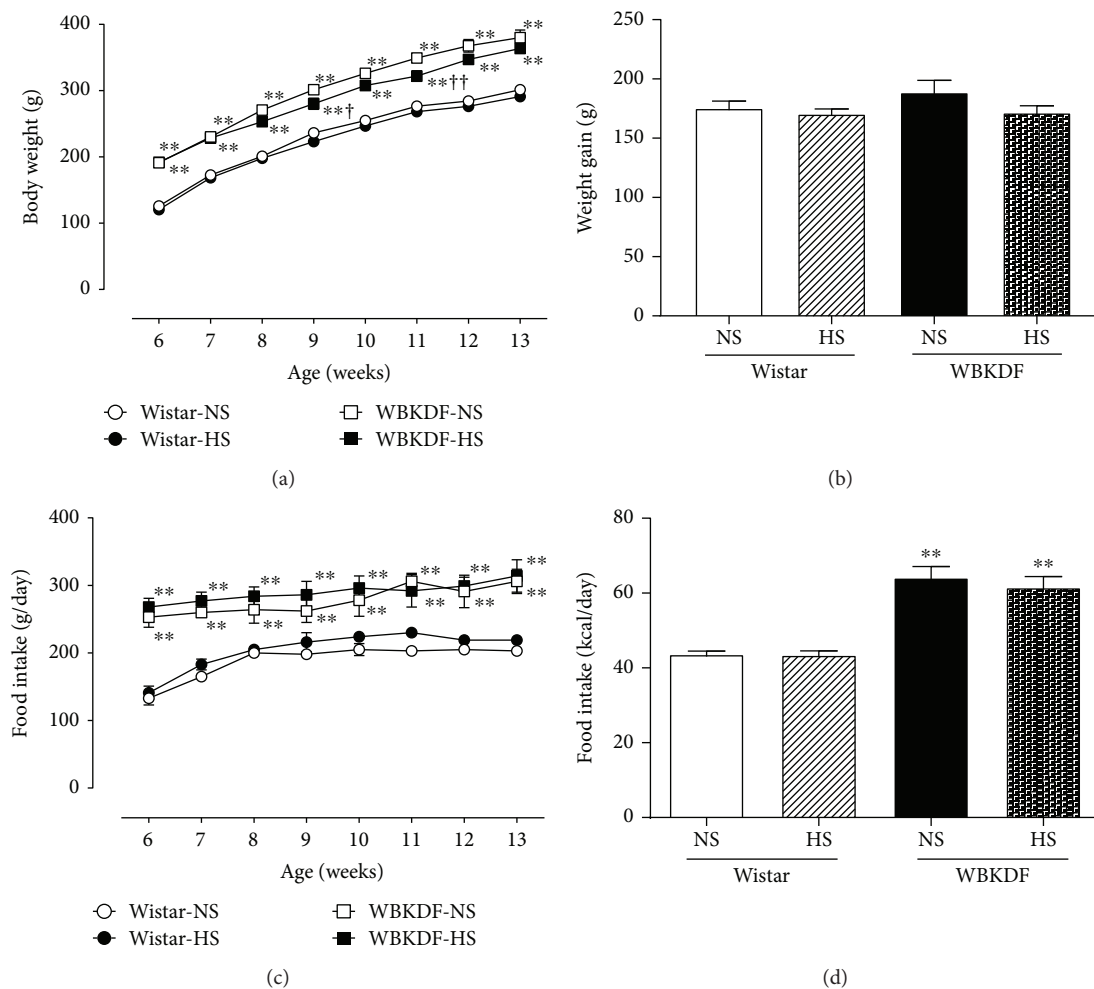 400
300
200
100
0
Body weight (g)
** ** ** ** ** ** ** **
** ** ** **† ** **†† ** **
6 7 8 9 10 11 12 13
Age (weeks)
Wistar-NS WBKDF-NS
Wistar-HS WBKDF-HS
(a)
250
200
150
100
50
0
Weight gain (g)
NS HS NS HS
Wistar WBKDF
(b)
400
300
200
100
0
Food intake (g/day)
** ** ** ** ** ** ** **
** ** ** ** ** ** ** **
6 7 8 9 10 11 12 13
Age (weeks)
Wistar-NS WBKDF-NS
Wistar-HS WBKDF-HS
(c)
80
60
40
20
0
Food intake (kcal/day)
** **
NS HS NS HS
Wistar WBKDF
(d)